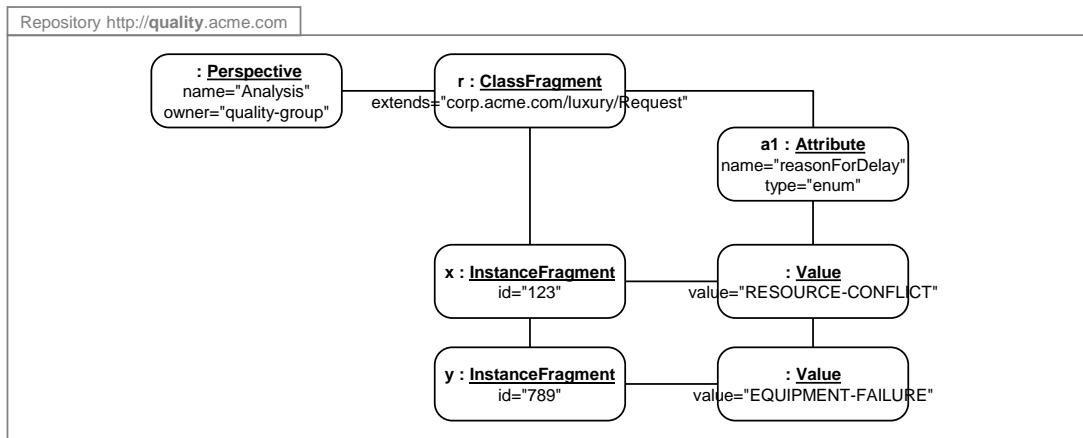 Repository http://quality.acme.com
: Perspective
name="Analysis"
owner="quality-group"
r : ClassFragment
extends="corp.acme.com/luxury/Request"
a1 : Attribute
name="reasonForDelay"
type="enum"
x : InstanceFragment
id="123"
: Value
value="RESOURCE-CONFLICT"
y : InstanceFragment
id="789"
: Value
value="EQUIPMENT-FAILURE"